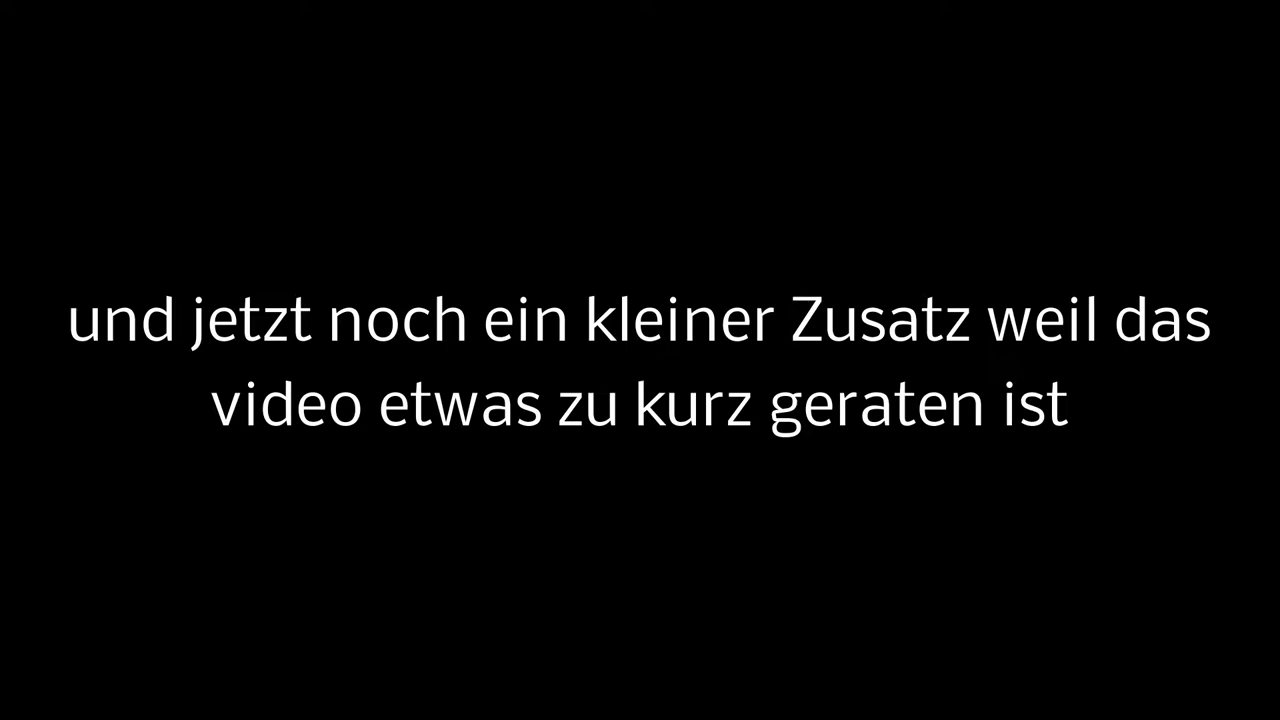 und jetzt noch ein kleiner Zusatz weil das
video etwas zu kurz geraten ist